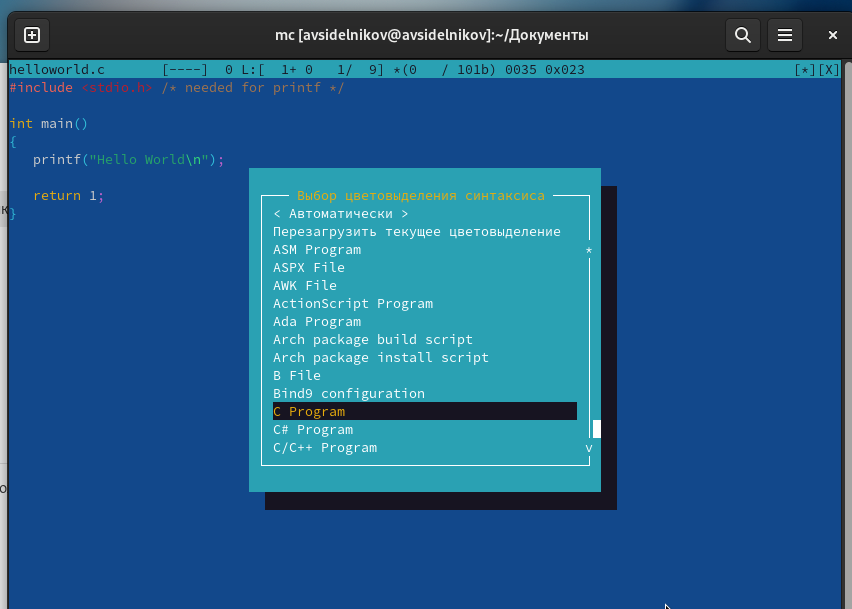 mc [avsidelnikov@avsidelnikov]:~/Документы
helloworld.c [----] 0 L:[ 1+ 0 1/ 9] *(0 / 101b) 0035 0x023 [*][X]
#include <stdio.h> /* needed for printf */
int main()
{
printf("Hello World\n");
return 1;
}
Выбор цветовыделения синтаксиса
< Автоматически >
Перезагрузить текущее цветовыделение
ASM Program
ASPX File
AWK File
ActionScript Program
Ada Program
Arch package build script
Arch package install script
B File
Bind9 configuration
C Program
C# Program
C/C++ Program